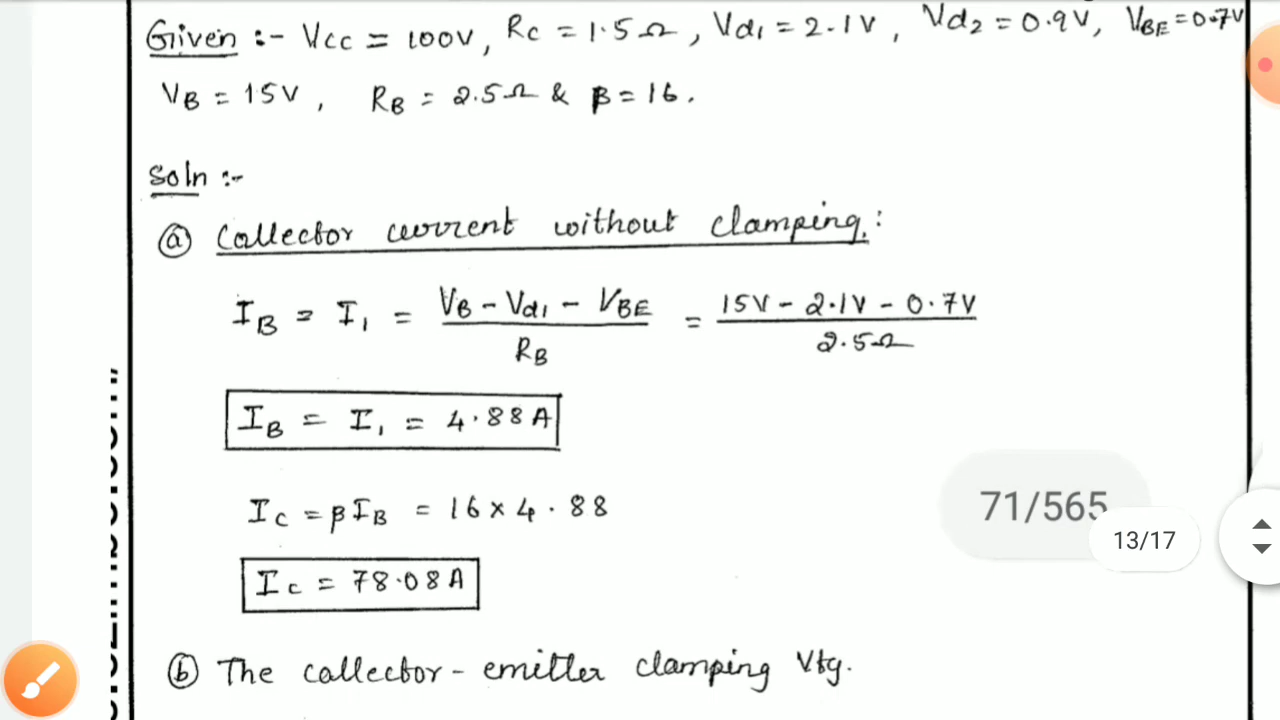 Given :- Vcc = 100V, Rc = 1.5Ω, Vd1 = 2.1V, Vd2 = 0.9V, VBE = 0.7V
VB = 15V, RB = 2.5Ω & β = 16.
Soln :-
ⓐ Collector current without clamping:
IB = I1 = (VB - Vd1 - VBE) / RB = (15V - 2.1V - 0.7V) / 2.5Ω
IB = I1 = 4.88A
Ic = βIB = 16 × 4.88
71/565
13/17
Ic = 78.08A
ⓑ The collector - emitter clamping Vtg.